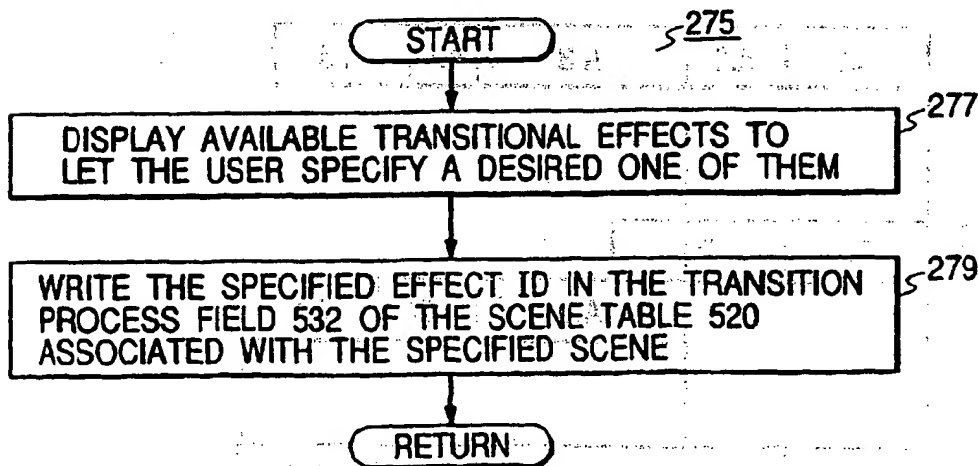 START
275
277
DISPLAY AVAILABLE TRANSITIONAL EFFECTS TO
LET THE USER SPECIFY A DESIRED ONE OF THEM
279
WRITE THE SPECIFIED EFFECT ID IN THE TRANSITION
PROCESS FIELD 532 OF THE SCENE TABLE 520
ASSOCIATED WITH THE SPECIFIED SCENE
RETURN